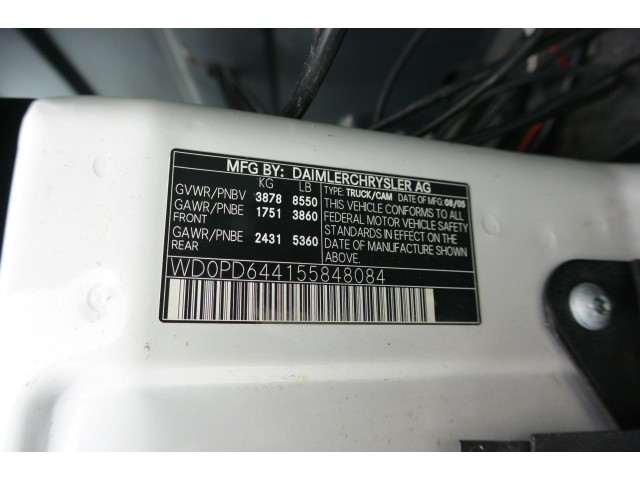 MFG BY: DAIMLERCHRYSLER AG
KG LB
GVWR/PNBV 3878 8550
GAWR/PNBE 1751 3860
FRONT
GAWR/PNBE 2431 5360
REAR
TYPE: TRUCK/CAM DATE OF MFG: 08/05
THIS VEHICLE CONFORMS TO ALL
FEDERAL MOTOR VEHICLE SAFETY
STANDARDS IN EFFECT ON THE
DATE OF MANUFACTURE SHOWN
ABOVE.
WD0PD644155848084